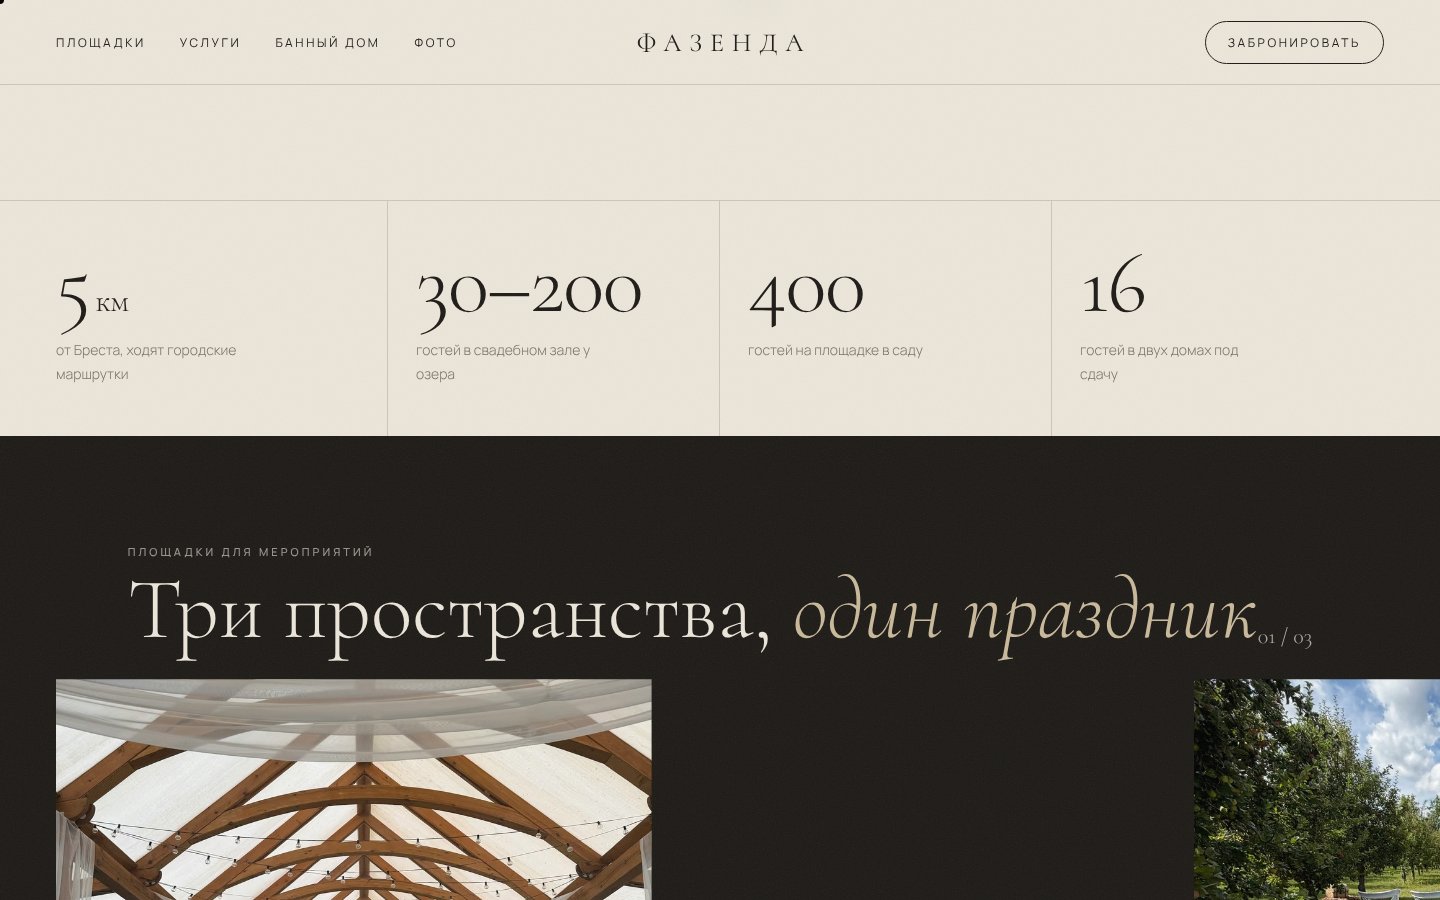 ПЛОЩАДКИ УСЛУГИ БАННЫЙ ДОМ ФОТО ФАЗЕНДА ЗАБРОНИРОВАТЬ
5 км
от Бреста, ходят городские
маршрутки
30–200
гостей в свадебном зале у
озера
400
гостей на площадке в саду
16
гостей в двух домах под
сдачу
ПЛОЩАДКИ ДЛЯ МЕРОПРИЯТИЙ
Три пространства, один праздник
01 / 03